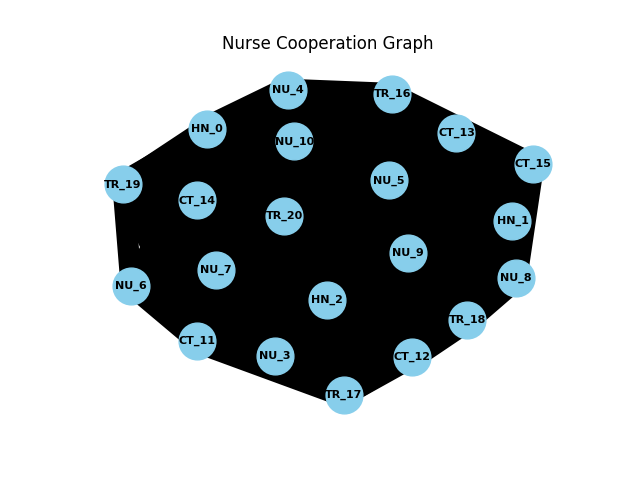 Nurse Cooperation Graph
NU_4
TR_16
HN_0
CT_13
NU_10
CT_15
NU_5
TR_19
CT_14
TR_20
HN_1
NU_9
NU_7
NU_8
NU_6
HN_2
TR_18
CT_11
NU_3
CT_12
TR_17